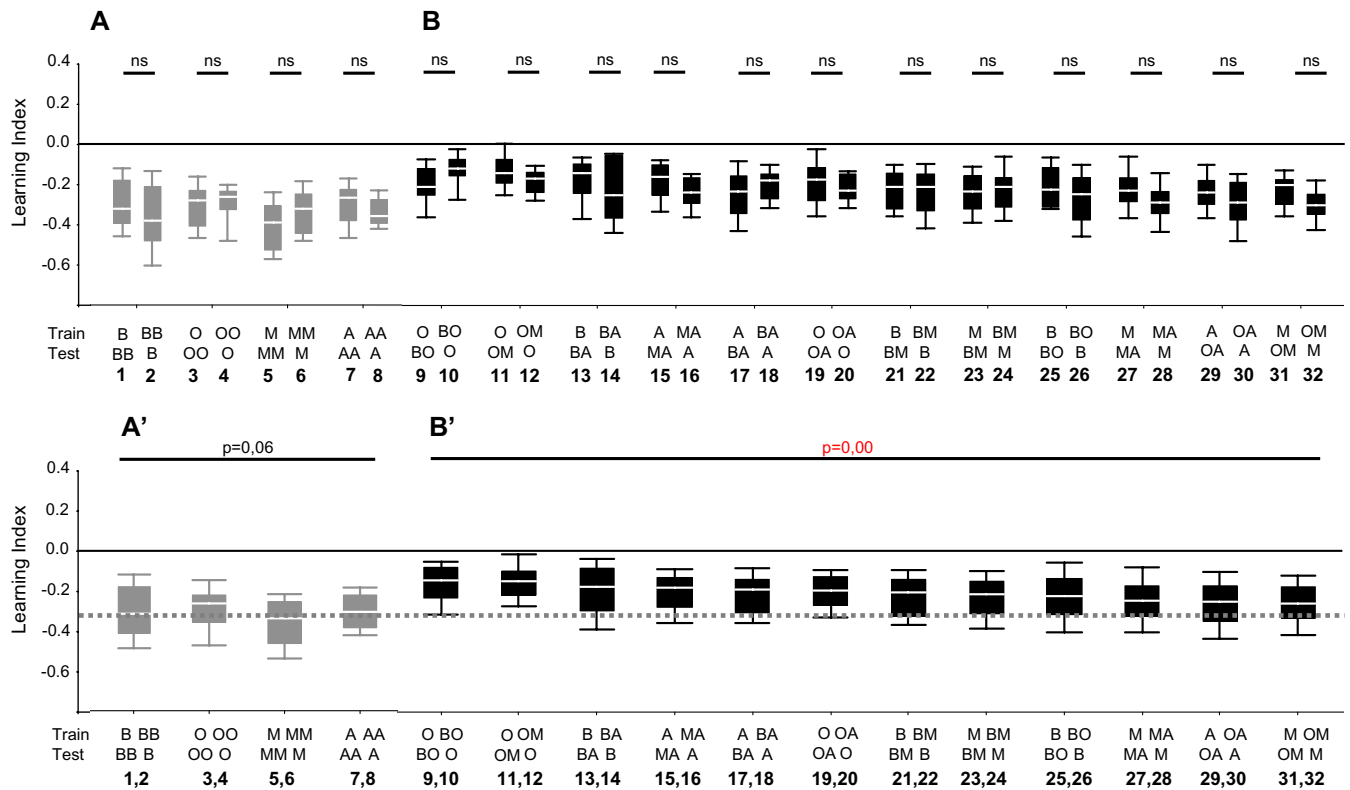 A B
ns ns ns ns ns ns ns ns ns ns ns ns ns ns ns ns
0.4
0.2
0.0
-0.2
-0.4
-0.6
Learning Index
Train B BB O OO M MM A AA O BO O OM B BA A MA A BA O OA B BM M BM B BO M MA A OA M OM
Test BB B OO O MM M AA A BO O OM O BA B MA A BA A OA O BM B BM M BO B MA M OA A OM M
1 2 3 4 5 6 7 8 9 10 11 12 13 14 15 16 17 18 19 20 21 22 23 24 25 26 27 28 29 30 31 32
A’ B’
p=0,06 p=0,00
0.4
0.2
0.0
-0.2
-0.4
-0.6
Learning Index
Train B BB O OO M MM A AA O BO O OM B BA A MA A BA O OA B BM M BM B BO M MA A OA M OM
Test BB B OO O MM M AA A BO O OM O BA B MA A BA A OA O BM B BM M BO B MA M OA A OM M
1,2 3,4 5,6 7,8 9,10 11,12 13,14 15,16 17,18 19,20 21,22 23,24 25,26 27,28 29,30 31,32